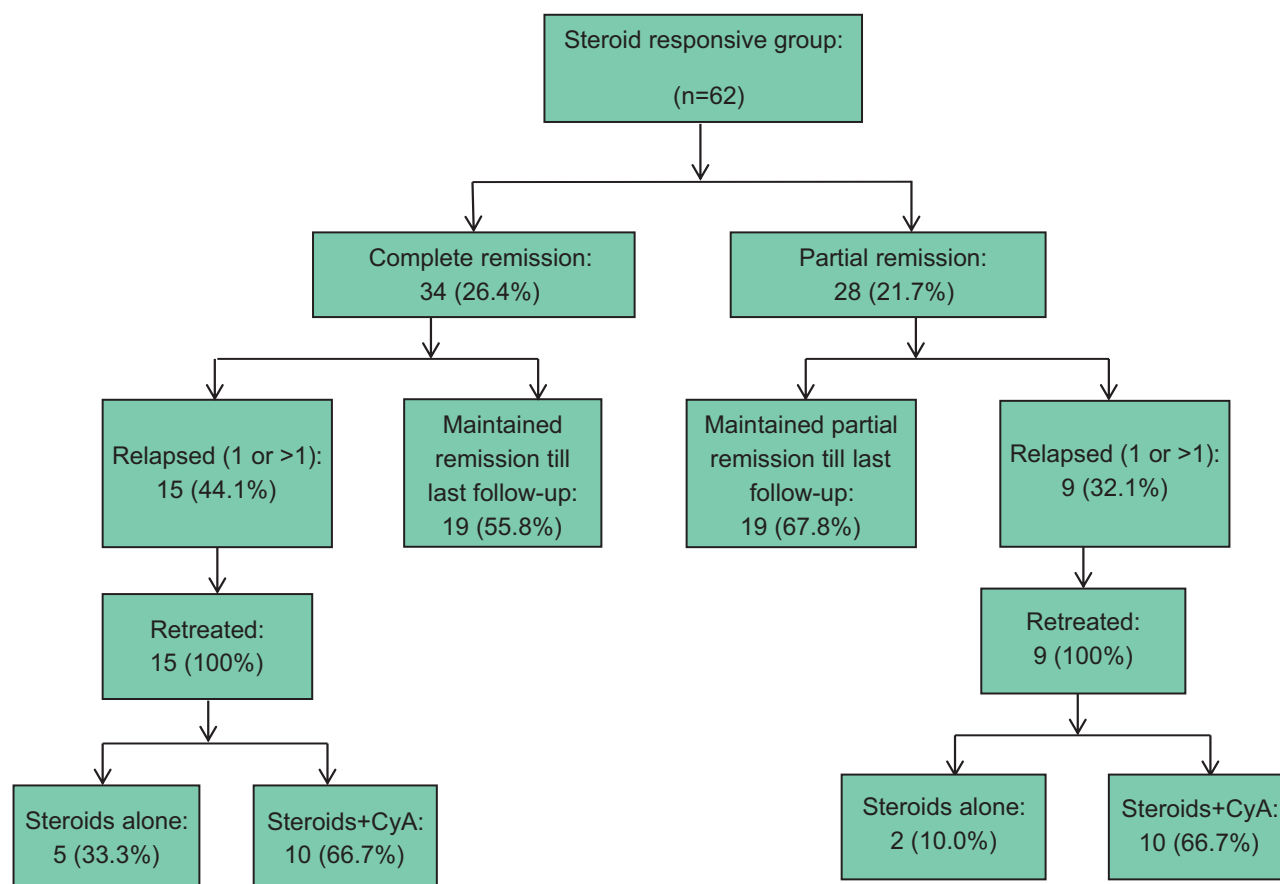 Steroid responsive group:
(n=62)
Complete remission:
34 (26.4%)
Partial remission:
28 (21.7%)
Relapsed (1 or >1):
15 (44.1%)
Maintained
remission till
last follow-up:
19 (55.8%)
Maintained partial
remission till last
follow-up:
19 (67.8%)
Relapsed (1 or >1):
9 (32.1%)
Retreated:
15 (100%)
Retreated:
9 (100%)
Steroids alone:
5 (33.3%)
Steroids+CyA:
10 (66.7%)
Steroids alone:
2 (10.0%)
Steroids+CyA:
10 (66.7%)